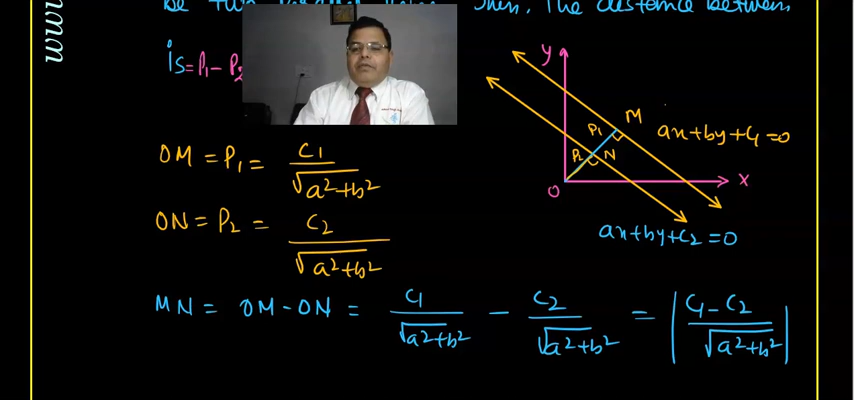 be two parallel lines then. The distance between
is = P₁ - P₂
y
M
ax+by+c₁=0
P₁
P₂
N
x
O
ax+by+c₂=0
OM = P₁ = c₁/√a²+b²
ON = P₂ = c₂/√a²+b²
MN = OM - ON = c₁/√a²+b² - c₂/√a²+b² = |c₁-c₂/√a²+b²|
www